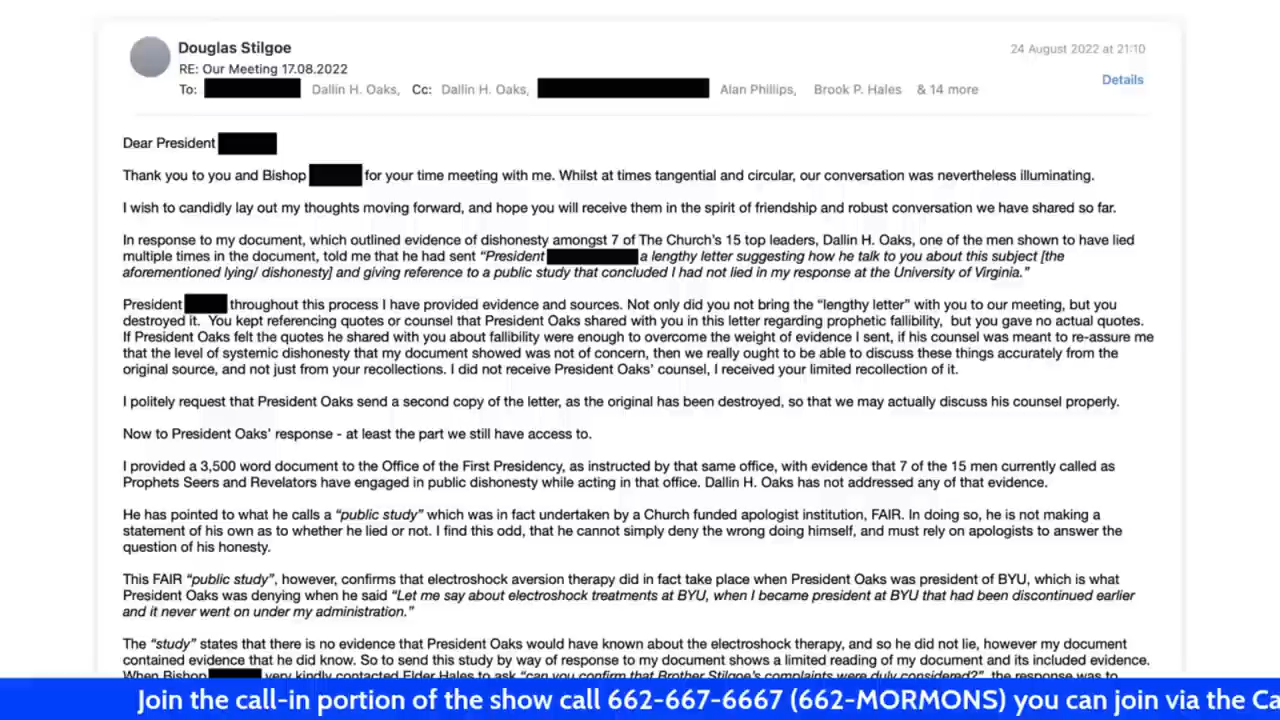 Douglas Stilgoe
24 August 2022 at 21:10
RE: Our Meeting 17.08.2022
To: Dallin H. Oaks, Cc: Dallin H. Oaks, Alan Phillips, Brook P. Hales & 14 more
Details
Dear President
Thank you to you and Bishop for your time meeting with me. Whilst at times tangential and circular, our conversation was nevertheless illuminating.
I wish to candidly lay out my thoughts moving forward, and hope you will receive them in the spirit of friendship and robust conversation we have shared so far.
In response to my document, which outlined evidence of dishonesty amongst 7 of The Church's 15 top leaders, Dallin H. Oaks, one of the men shown to have lied
multiple times in the document, told me that he had sent “President a lengthy letter suggesting how he talk to you about this subject [the
aforementioned lying/ dishonesty] and giving reference to a public study that concluded I had not lied in my response at the University of Virginia.”
President throughout this process I have provided evidence and sources. Not only did you not bring the “lengthy letter” with you to our meeting, but you
destroyed it. You kept referencing quotes or counsel that President Oaks shared with you in this letter regarding prophetic fallibility, but you gave no actual quotes.
If President Oaks felt the quotes he shared with you about fallibility were enough to overcome the weight of evidence I sent, if his counsel was meant to re-assure me
that the level of systemic dishonesty that my document showed was not of concern, then we really ought to be able to discuss these things accurately from the
original source, and not just from your recollections. I did not receive President Oaks' counsel, I received your limited recollection of it.
I politely request that President Oaks send a second copy of the letter, as the original has been destroyed, so that we may actually discuss his counsel properly.
Now to President Oaks' response - at least the part we still have access to.
I provided a 3,500 word document to the Office of the First Presidency, as instructed by that same office, with evidence that 7 of the 15 men currently called as
Prophets Seers and Revelators have engaged in public dishonesty while acting in that office. Dallin H. Oaks has not addressed any of that evidence.
He has pointed to what he calls a “public study” which was in fact undertaken by a Church funded apologist institution, FAIR. In doing so, he is not making a
statement of his own as to whether he lied or not. I find this odd, that he cannot simply deny the wrong doing himself, and must rely on apologists to answer the
question of his honesty.
This FAIR “public study”, however, confirms that electroshock aversion therapy did in fact take place when President Oaks was president of BYU, which is what
President Oaks was denying when he said “Let me say about electroshock treatments at BYU, when I became president at BYU that had been discontinued earlier
and it never went on under my administration.”
The “study” states that there is no evidence that President Oaks would have known about the electroshock therapy, and so he did not lie, however my document
contained evidence that he did know. So to send this study by way of response to my document shows a limited reading of my document and its included evidence.
When Bishop very kindly contacted Elder Hales to ask “can you confirm that Brother Stilgoe's complaints were duly considered?”, the response was to
Join the call-in portion of the show call 662-667-6667 (662-MORMONS) you can join via the Ca